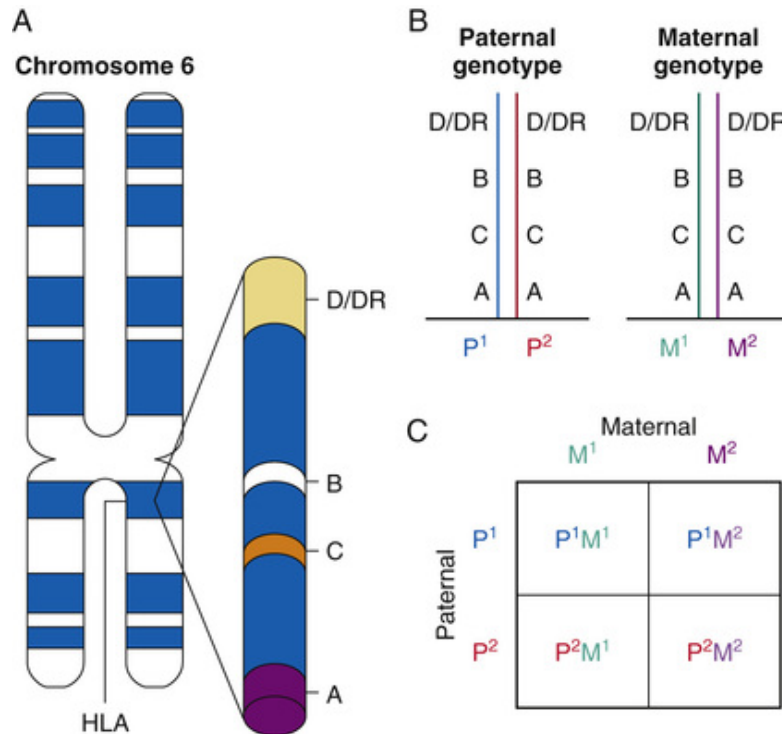 A
Chromosome 6
D/DR
B
C
A
HLA
B
Paternal genotype
Maternal genotype
D/DR D/DR D/DR D/DR
B B B B
C C C C
A A A A
P¹ P² M¹ M²
C
Maternal
M¹ M²
Paternal
P¹ P¹M¹ P¹M²
P² P²M¹ P²M²